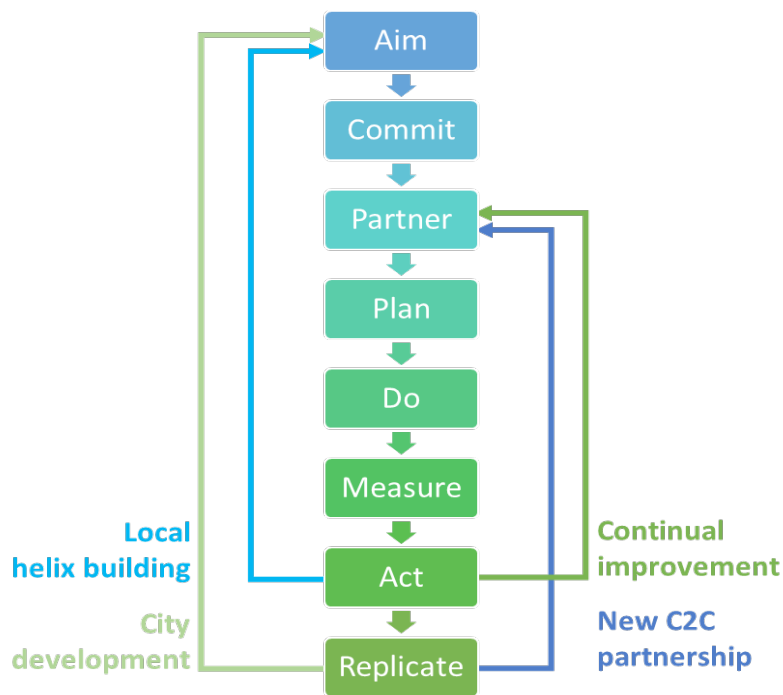 Aim
Commit
Partner
Plan
Do
Measure
Act
Replicate
Local
helix building
City
development
Continual
improvement
New C2C
partnership